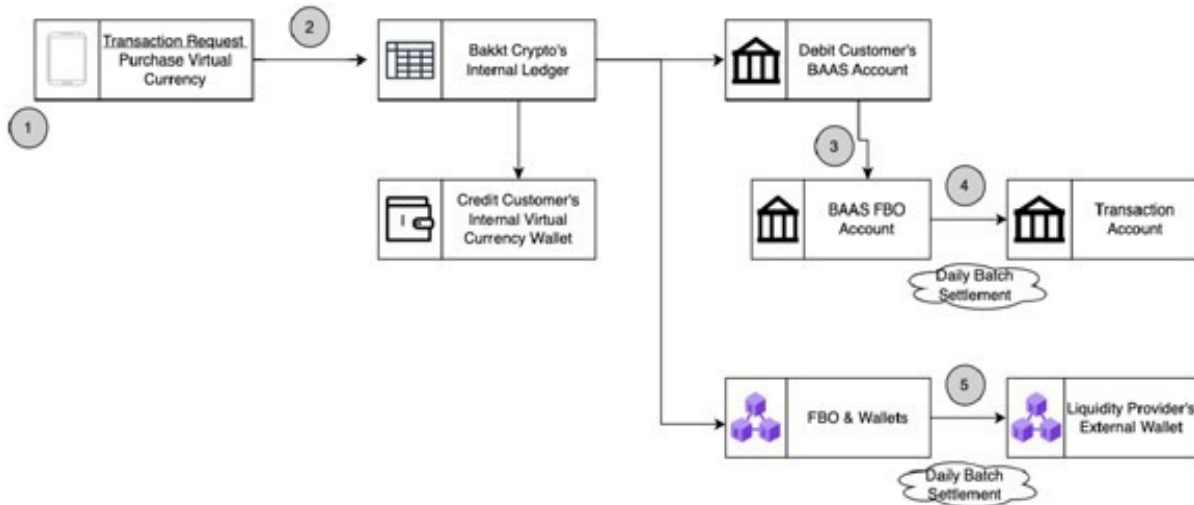 Transaction Request
Purchase Virtual
Currency
1
2
Bakkt Crypto's
Internal Ledger
Credit Customer's
Internal Virtual
Currency Wallet
Debit Customer's
BAAS Account
3
BAAS FBO
Account
4
Transaction
Account
Daily Batch
Settlement
FBO & Wallets
5
Liquidity Provider's
External Wallet
Daily Batch
Settlement